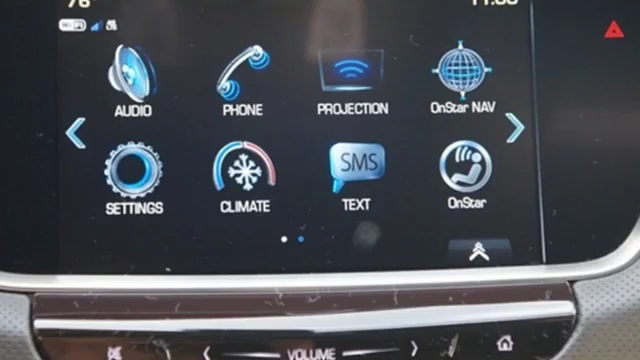 76
AUDIO PHONE PROJECTION OnStar NAV
SMS
SETTINGS CLIMATE TEXT OnStar
VOLUME